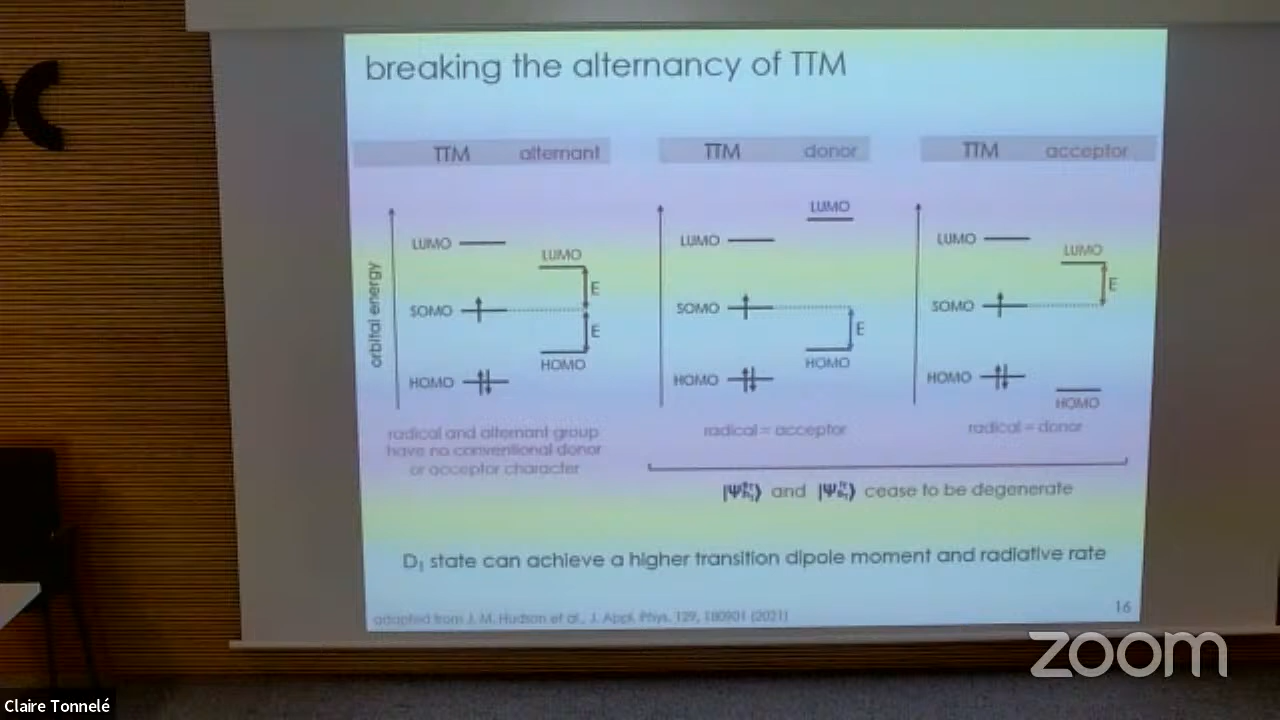 breaking the alternancy of TTM
TTM alternant
TTM donor
TTM acceptor
orbital energy
LUMO
LUMO
E
SOMO
E
HOMO
HOMO
radical and alternant group
have no conventional donor
or acceptor character
LUMO
LUMO
SOMO
E
HOMO
HOMO
radical = acceptor
LUMO
LUMO
E
SOMO
HOMO
HOMO
radical = donor
and cease to be degenerate
D₁ state can achieve a higher transition dipole moment and radiative rate
adapted from J. M. Hudson et al., J. Appl. Phys. 129, 180901 (2021)
16
zoom
Claire Tonnelé